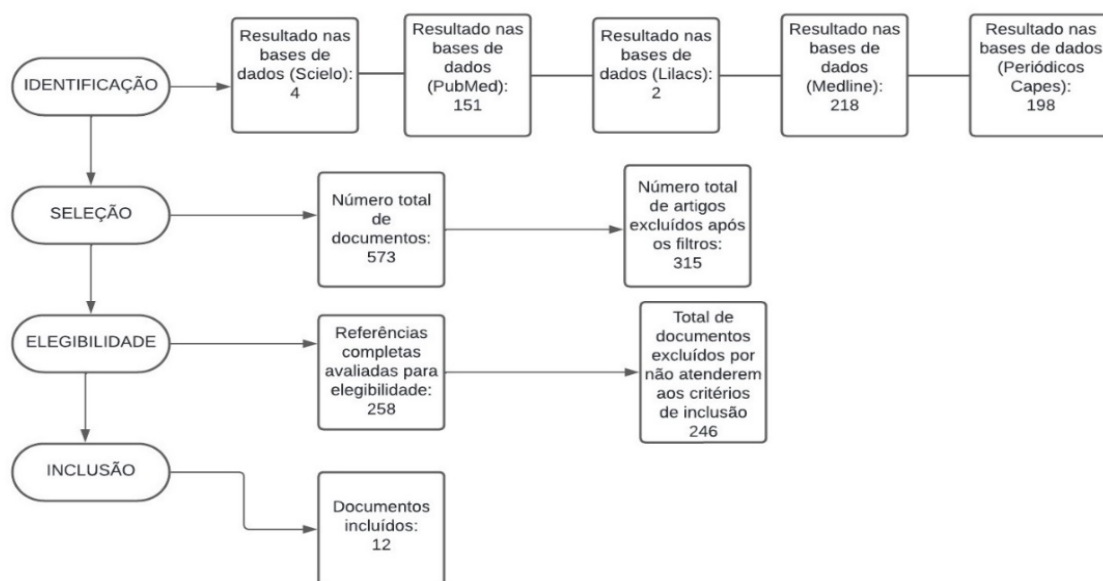 IDENTIFICAÇÃO
Resultado nas
bases de
dados (Scielo):
4
Resultado nas
bases de
dados
(PubMed):
151
Resultado nas
bases de
dados (Lilacs):
2
Resultado nas
bases de
dados
(Medline):
218
Resultado nas
bases de dados
(Periódicos
Capes):
198
SELEÇÃO
Número total
de
documentos:
573
Número total
de artigos
excluídos após
os filtros:
315
ELEGIBILIDADE
Referências
completas
avaliadas para
elegibilidade:
258
Total de
documentos
excluídos por
não atenderem
aos critérios
de inclusão
246
INCLUSÃO
Documentos
incluídos:
12